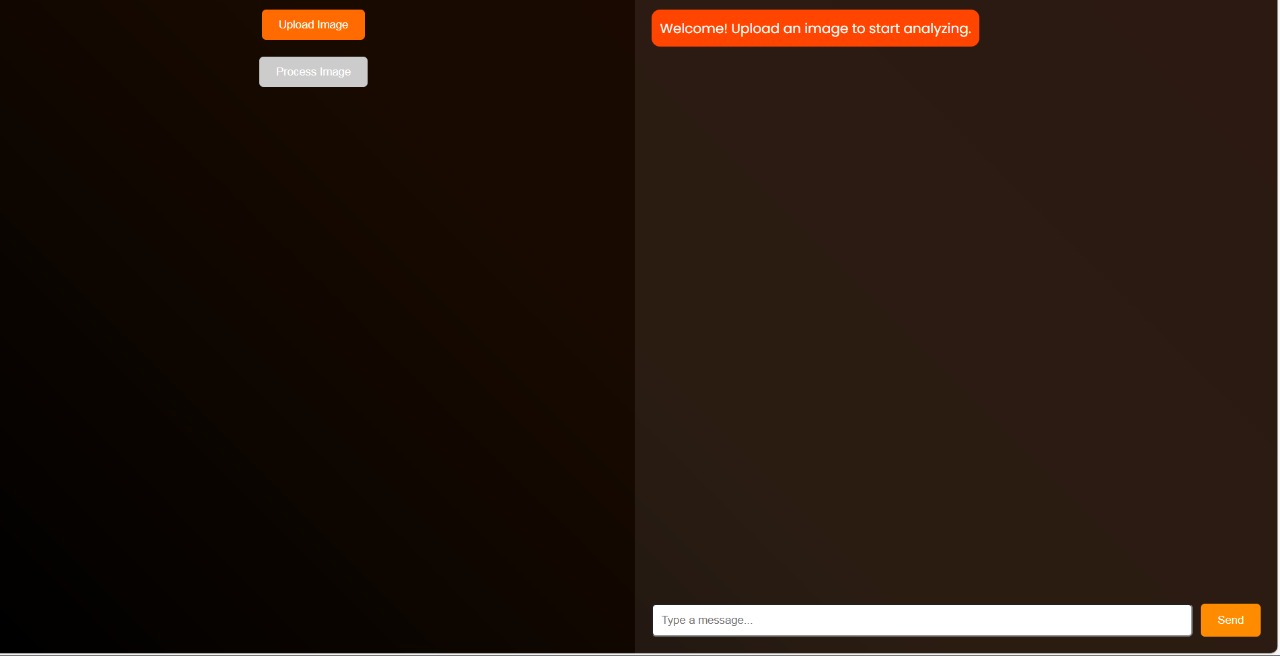 Upload Image
Process Image
Welcome! Upload an image to start analyzing.
Type a message...
Send